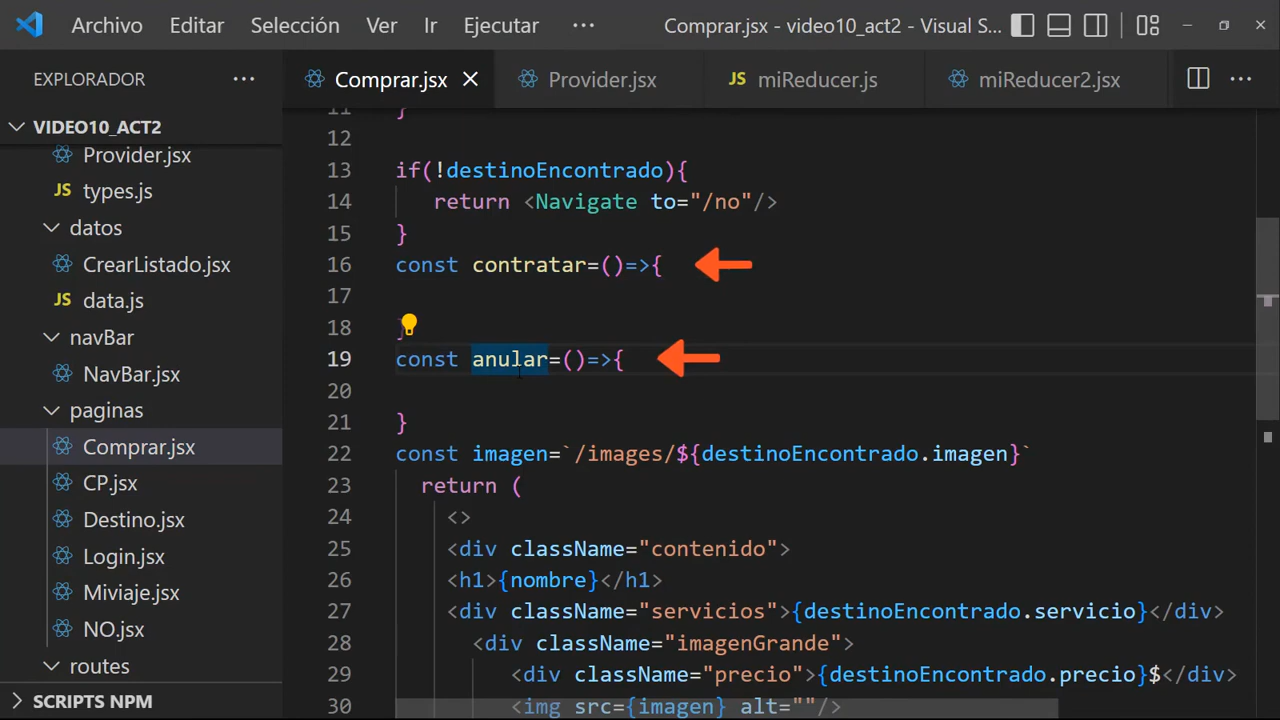 Archivo Editar Selección Ver Ir Ejecutar ··· Comprar.jsx - video10_act2 - Visual S...
EXPLORADOR ···
Comprar.jsx Provider.jsx JS miReducer.js miReducer2.jsx ···
VIDEO10_ACT2
Provider.jsx
JS types.js
datos
CrearListado.jsx
JS data.js
navBar
NavBar.jsx
paginas
Comprar.jsx
CP.jsx
Destino.jsx
Login.jsx
Miviaje.jsx
NO.jsx
routes
SCRIPTS NPM
11 }
12
13 if(!destinoEncontrado){
14 return <Navigate to="/no"/>
15 }
16 const contratar=()=>{
17
18 }
19 const anular=()=>{
20
21 }
22 const imagen=`/images/${destinoEncontrado.imagen}`
23 return (
24 <>
25 <div className="contenido">
26 <h1>{nombre}</h1>
27 <div className="servicios">{destinoEncontrado.servicio}</div>
28 <div className="imagenGrande">
29 <div className="precio">{destinoEncontrado.precio}$</div>
30 <img src={imagen} alt=""/>